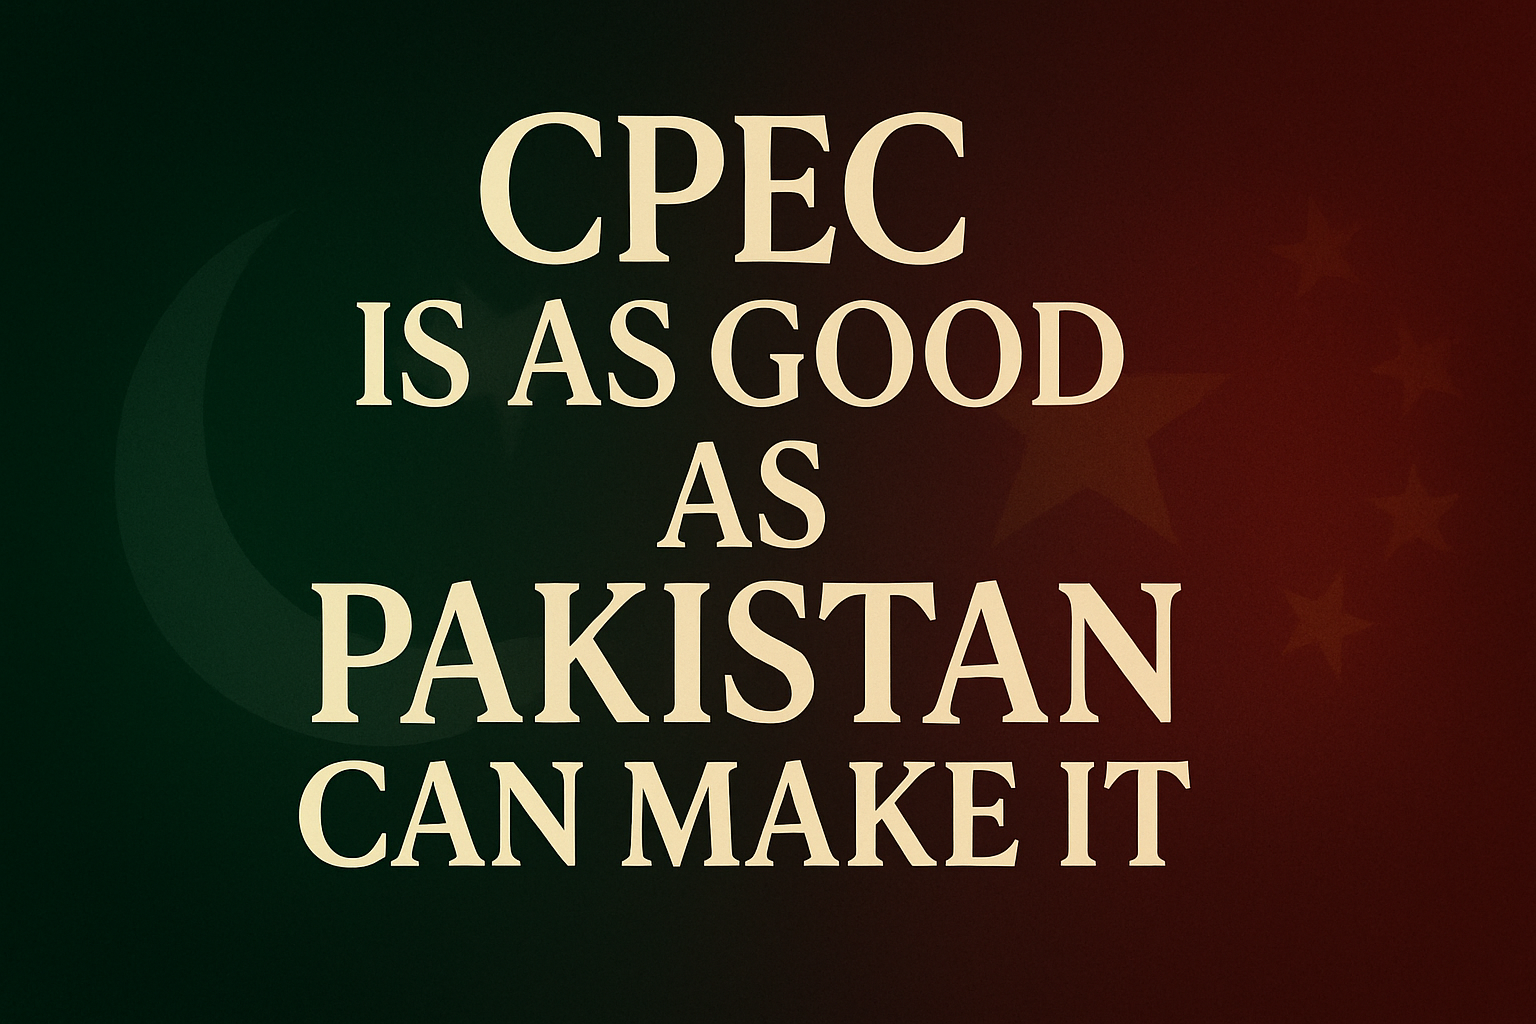 CPEC
IS AS GOOD
AS
PAKISTAN
CAN MAKE IT